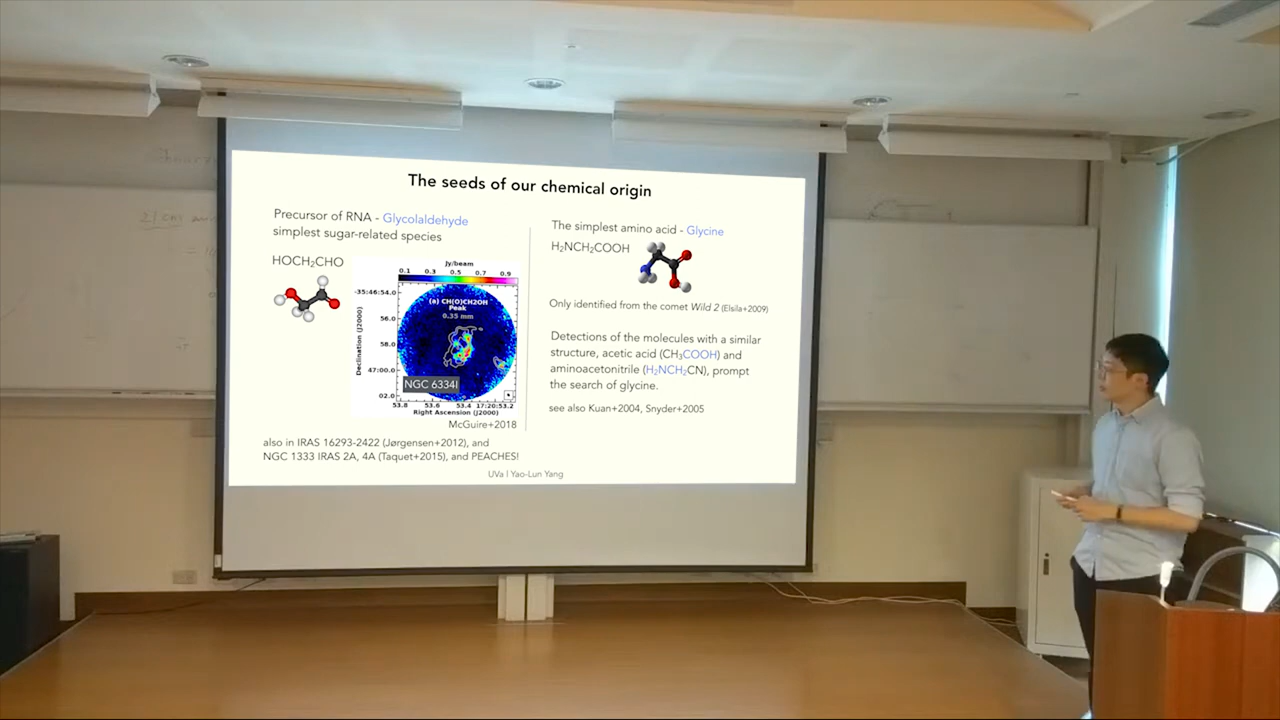 The seeds of our chemical origin
Precursor of RNA - Glycolaldehyde
simplest sugar-related species
HOCH₂CHO
Jy/beam
0.1 0.3 0.5 0.7 0.9
(e) CH(O)CH2OH
Peak
0.35 mm
Declination (J2000)
-35:46:54.0
56.0
58.0
47:00.0
02.0
NGC 6334I
53.8 53.6 53.4 17:20:53.2
Right Ascension (J2000)
McGuire+2018
also in IRAS 16293-2422 (Jørgensen+2012), and
NGC 1333 IRAS 2A, 4A (Taquet+2015), and PEACHES!
The simplest amino acid - Glycine
H₂NCH₂COOH
Only identified from the comet Wild 2 (Elsila+2009)
Detections of the molecules with a similar
structure, acetic acid (CH₃COOH) and
aminoacetonitrile (H₂NCH₂CN), prompt
the search of glycine.
see also Kuan+2004, Snyder+2005
UVa | Yao-Lun Yang